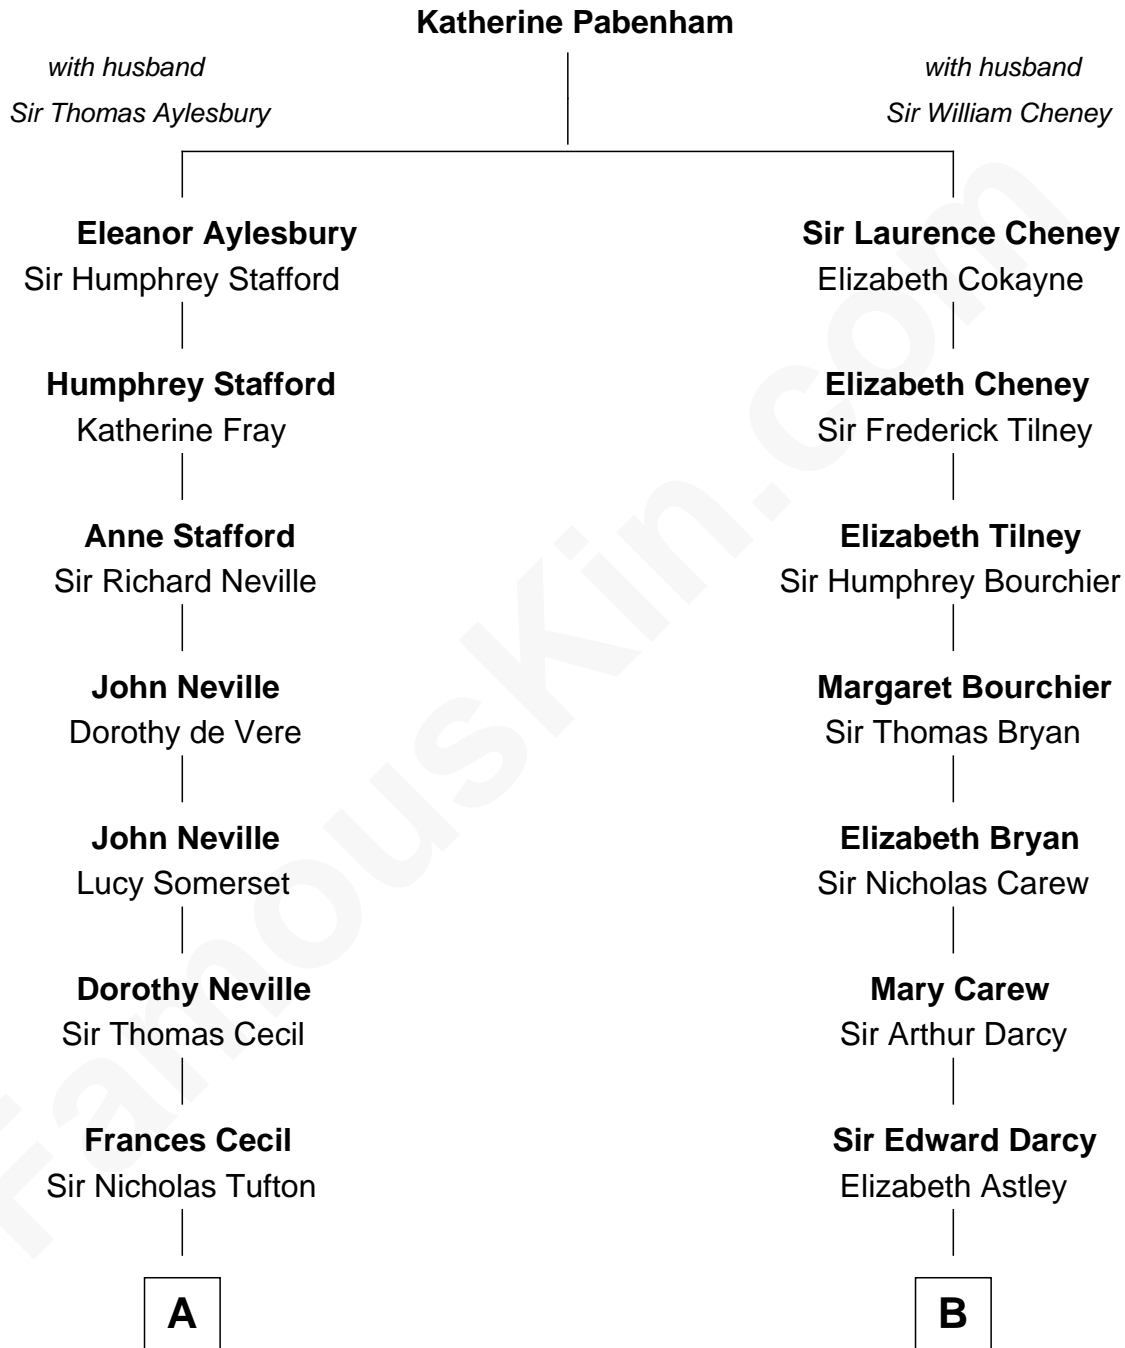 Katherine Pabenham
with husband
Sir Thomas Aylesbury
with husband
Sir William Cheney
Eleanor Aylesbury
Sir Humphrey Stafford
Sir Laurence Cheney
Elizabeth Cokayne
Humphrey Stafford
Katherine Fray
Elizabeth Cheney
Sir Frederick Tilney
Anne Stafford
Sir Richard Neville
Elizabeth Tilney
Sir Humphrey Bourchier
John Neville
Dorothy de Vere
Margaret Bourchier
Sir Thomas Bryan
John Neville
Lucy Somerset
Elizabeth Bryan
Sir Nicholas Carew
Dorothy Neville
Sir Thomas Cecil
Mary Carew
Sir Arthur Darcy
Frances Cecil
Sir Nicholas Tufton
Sir Edward Darcy
Elizabeth Astley
A
B
FamousKin.com